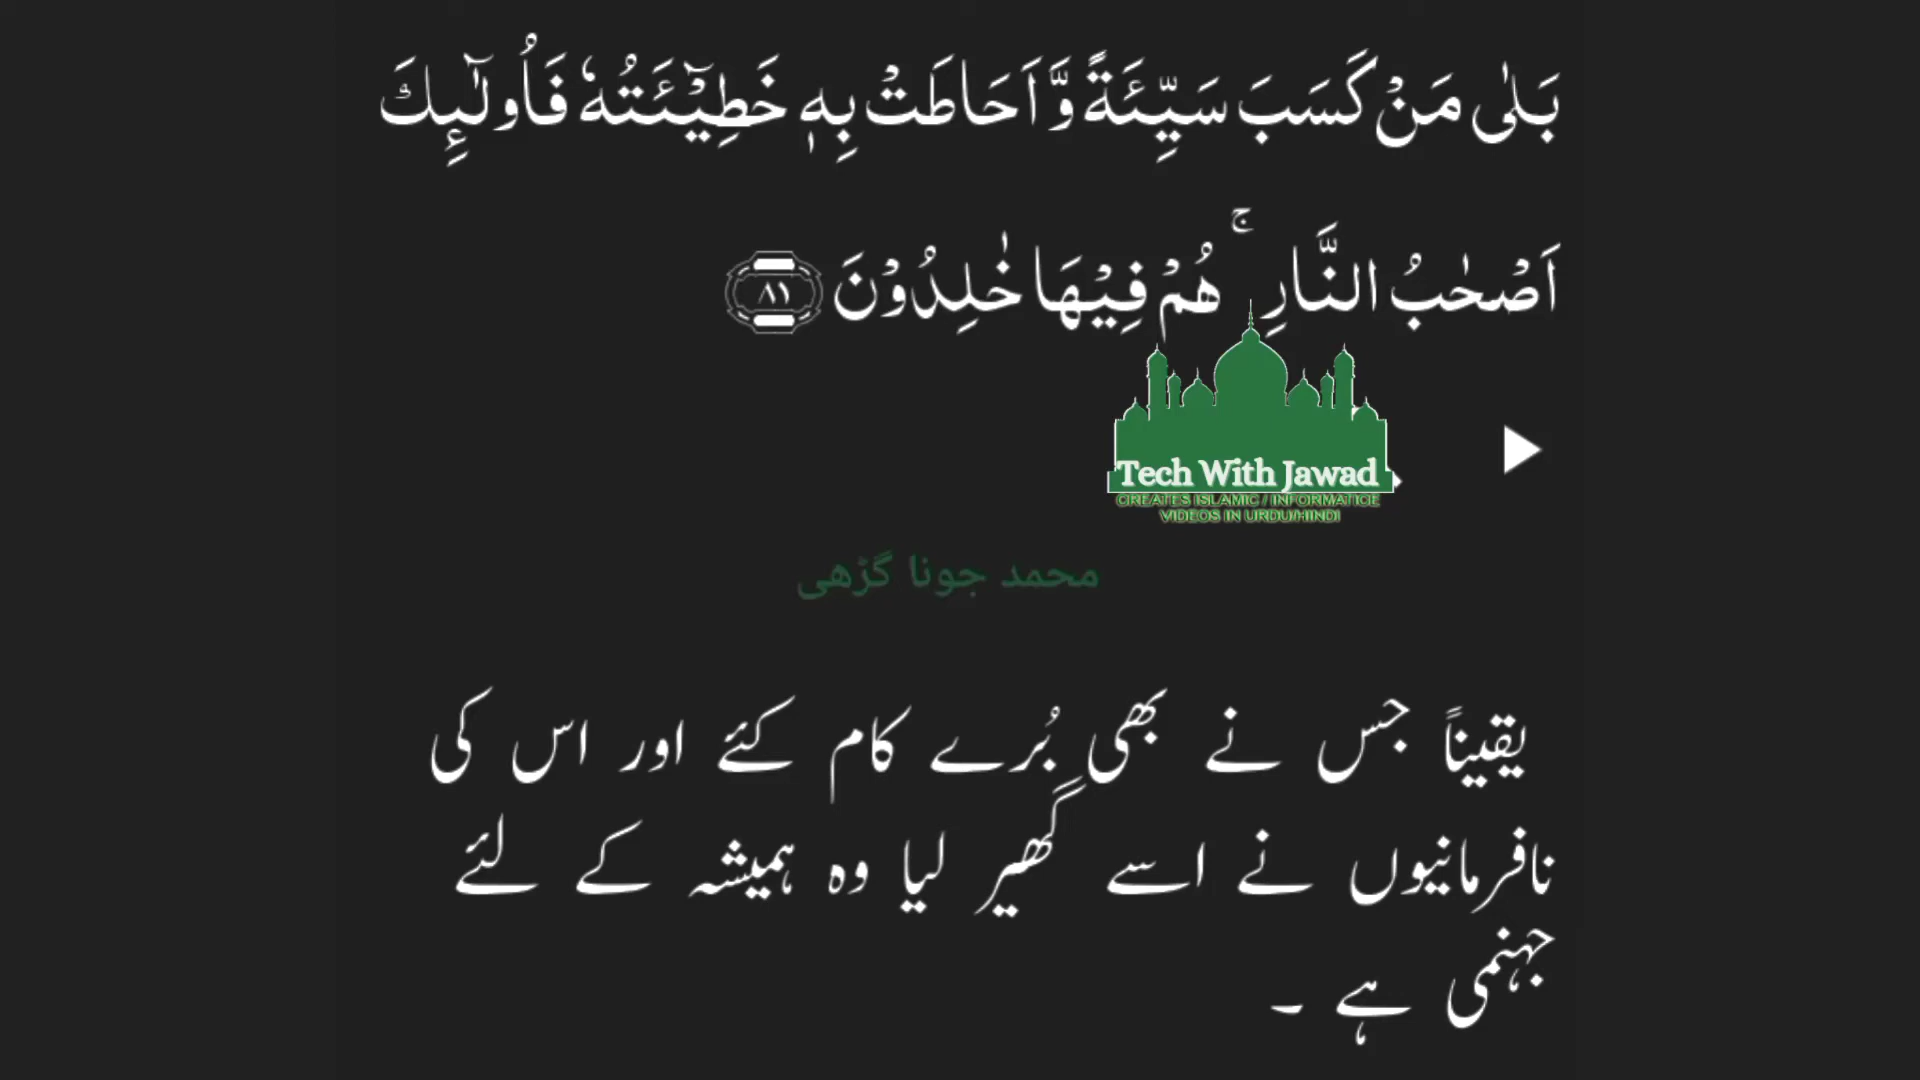 بَلٰى مَنْ كَسَبَ سَيِّئَةً وَّاَحَاطَتْ بِهٖ خَطِيْٓـَٔتُهٗ فَاُولٰٓئِكَ
اَصْحٰبُ النَّارِ ۚ هُمْ فِيْهَا خٰلِدُوْنَ ٨١
Tech With Jawad
CREATES ISLAMIC / INFORMATICE
VIDEOS IN URDU/HINDI
محمد جونا گڑھی
یقیناً جس نے بھی بُرے کام کئے اور اس کی
نافرمانیوں نے اسے گھیر لیا وہ ہمیشہ کے لئے
جہنمی ہے ۔